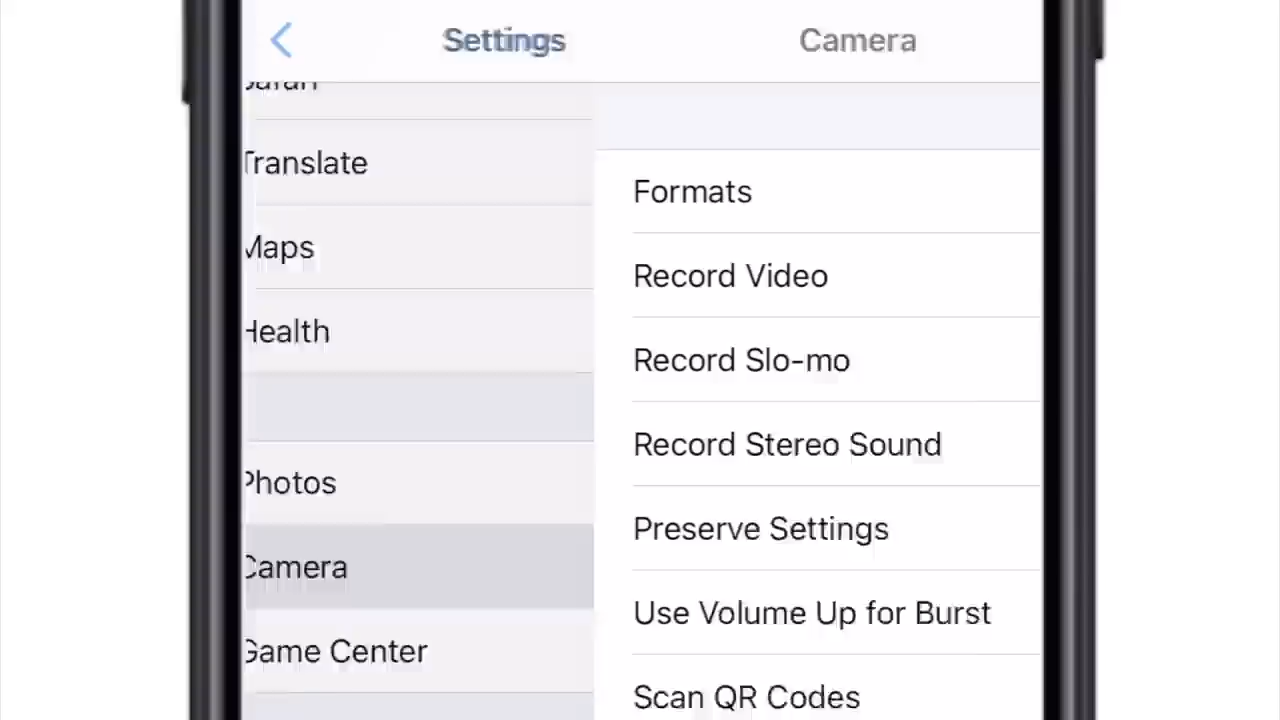 Settings
Camera
Safari
Translate
Maps
Health
Photos
Camera
Game Center
Formats
Record Video
Record Slo-mo
Record Stereo Sound
Preserve Settings
Use Volume Up for Burst
Scan QR Codes